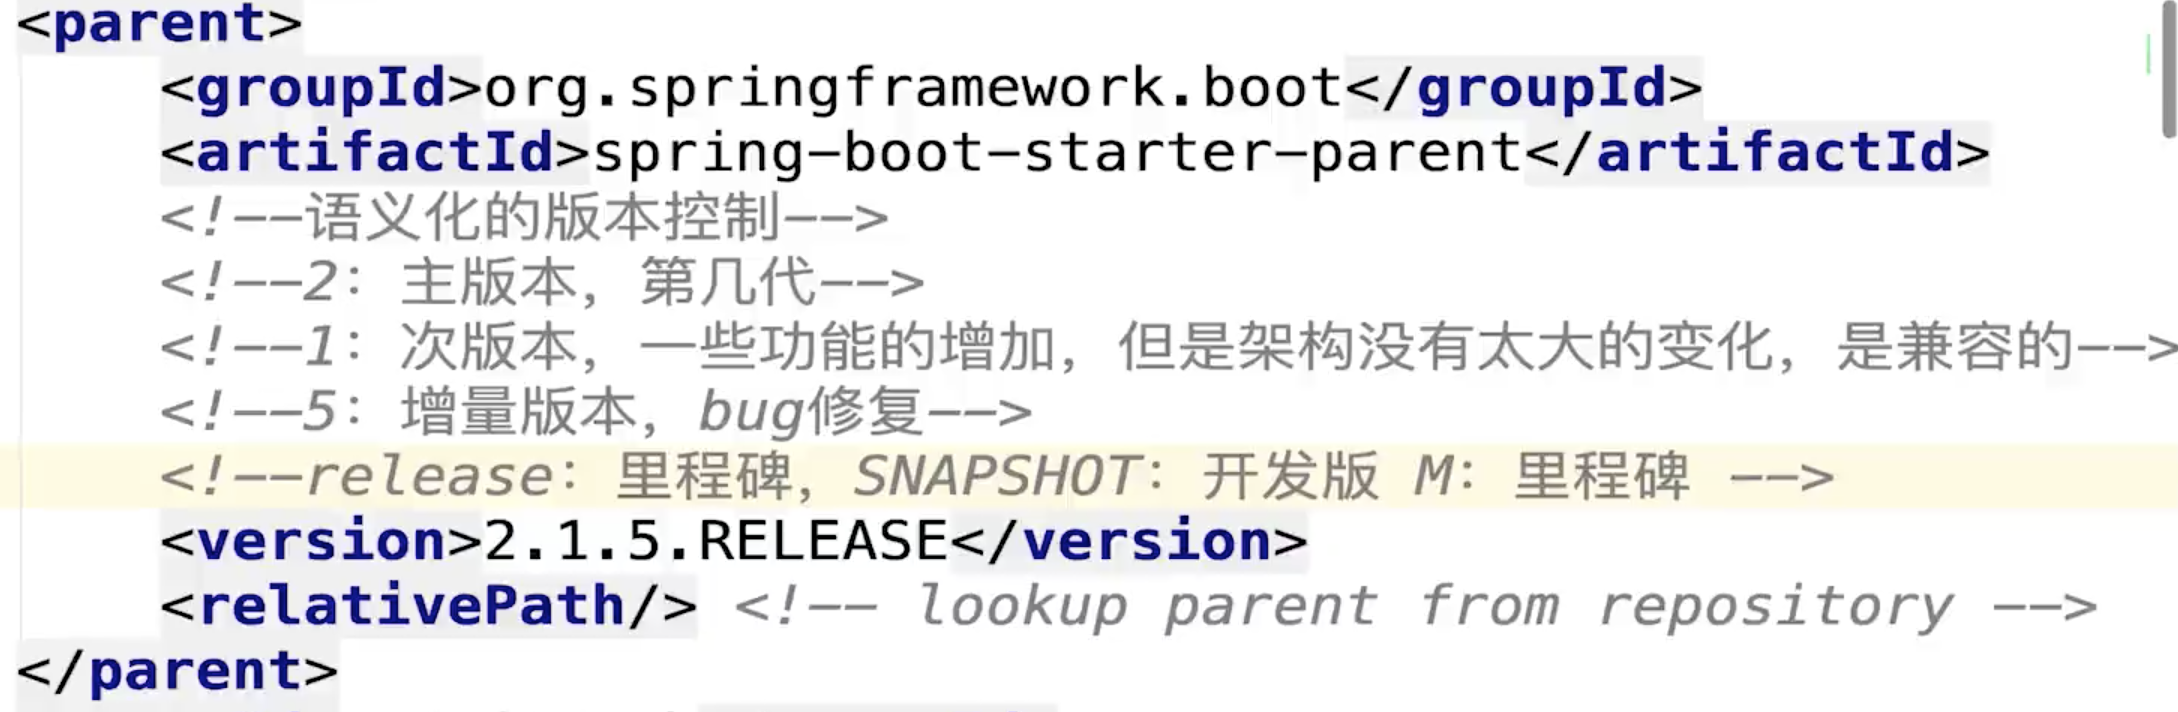 <parent>
<groupId>org.springframework.boot</groupId>
<artifactId>spring-boot-starter-parent</artifactId>
<!--语义化的版本控制-->
<!--2：主版本，第几代-->
<!--1：次版本，一些功能的增加，但是架构没有太大的变化，是兼容的-->
<!--5：增量版本，bug修复-->
<!--release：里程碑，SNAPSHOT：开发版 M：里程碑 -->
<version>2.1.5.RELEASE</version>
<relativePath/> <!-- lookup parent from repository -->
</parent>